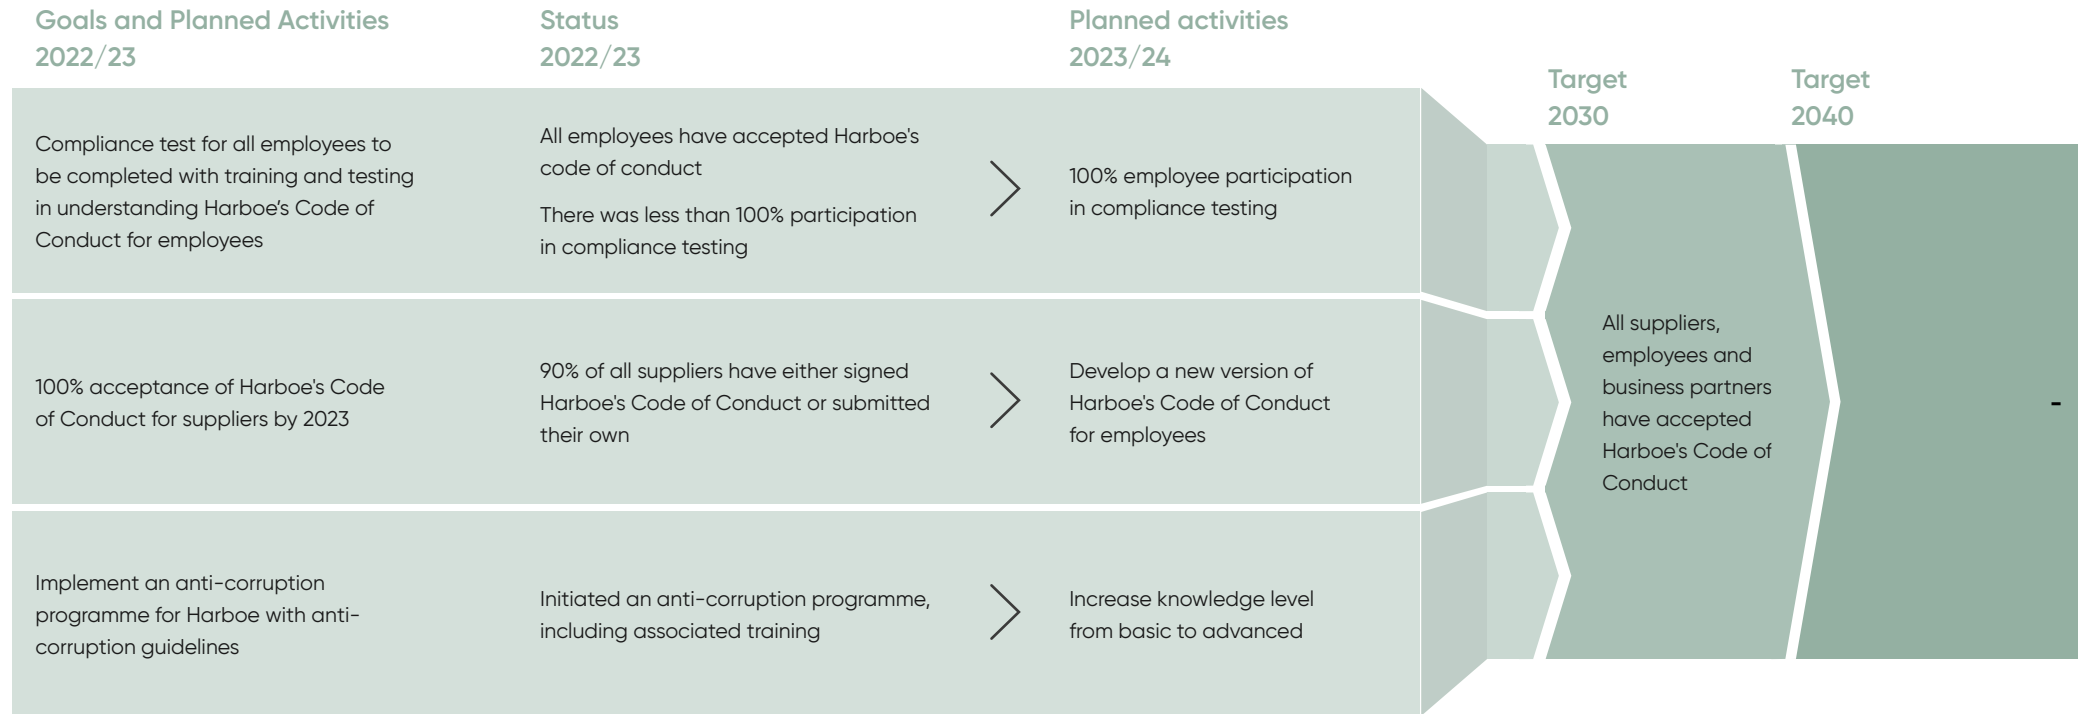 Goals and Planned Activities
2022/23
Status
2022/23
Planned activities
2023/24
Target
2030
Target
2040
Compliance test for all employees to
be completed with training and testing
in understanding Harboe’s Code of
Conduct for employees
All employees have accepted Harboe's
code of conduct
There was less than 100% participation
in compliance testing
100% employee participation
in compliance testing
100% acceptance of Harboe's Code
of Conduct for suppliers by 2023
90% of all suppliers have either signed
Harboe's Code of Conduct or submitted
their own
Develop a new version of
Harboe's Code of Conduct
for employees
Implement an anti-corruption
programme for Harboe with anti-
corruption guidelines
Initiated an anti-corruption programme,
including associated training
Increase knowledge level
from basic to advanced
All suppliers,
employees and
business partners
have accepted
Harboe's Code of
Conduct
-